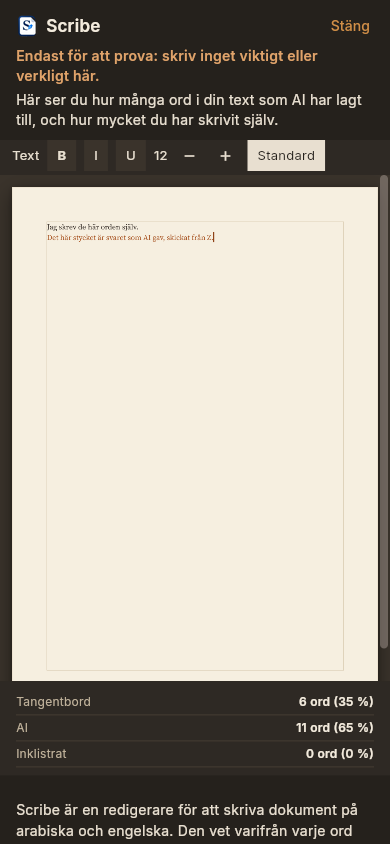 Scribe
Stäng
Endast för att prova: skriv inget viktigt eller
verkligt här.
Här ser du hur många ord i din text som AI har lagt
till, och hur mycket du har skrivit själv.
Text B I U 12 − + Standard
Jag skrev de här orden själv.
Det här stycket är svaret som AI gav, skickat från Z.
Tangentbord 6 ord (35 %)
AI 11 ord (65 %)
Inklistrat 0 ord (0 %)
Scribe är en redigerare för att skriva dokument på
arabiska och engelska. Den vet varifrån varje ord